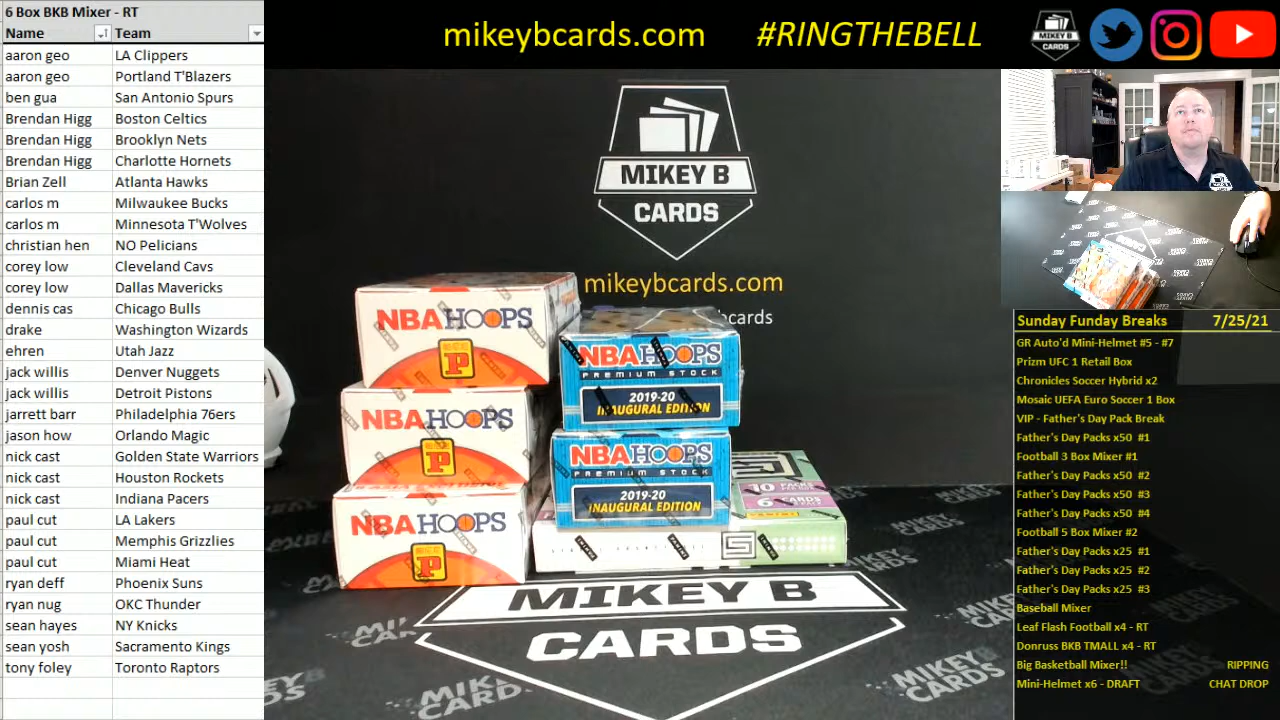 6 Box BKB Mixer - RT
Name Team
aaron geo LA Clippers
aaron geo Portland T'Blazers
ben gua San Antonio Spurs
Brendan Higg Boston Celtics
Brendan Higg Brooklyn Nets
Brendan Higg Charlotte Hornets
Brian Zell Atlanta Hawks
carlos m Milwaukee Bucks
carlos m Minnesota T'Wolves
christian hen NO Pelicians
corey low Cleveland Cavs
corey low Dallas Mavericks
dennis cas Chicago Bulls
drake Washington Wizards
ehren Utah Jazz
jack willis Denver Nuggets
jack willis Detroit Pistons
jarrett barr Philadelphia 76ers
jason how Orlando Magic
nick cast Golden State Warriors
nick cast Houston Rockets
nick cast Indiana Pacers
paul cut LA Lakers
paul cut Memphis Grizzlies
paul cut Miami Heat
ryan deff Phoenix Suns
ryan nug OKC Thunder
sean hayes NY Knicks
sean yosh Sacramento Kings
tony foley Toronto Raptors
mikeybcards.com #RINGTHEBELL
MIKEY B
CARDS
MIKEY B
CARDS
mikeybcards.com
cards
NBA HOOPS
NBA HOOPS
NBA HOOPS
NBA HOOPS
PREMIUM STOCK
2019-20
INAUGURAL EDITION
NBA HOOPS
PREMIUM STOCK
2019-20
INAUGURAL EDITION
10 PACKS
6 CARDS
MIKEY B
CARDS
Sunday Funday Breaks 7/25/21
GR Auto'd Mini-Helmet #5 - #7
Prizm UFC 1 Retail Box
Chronicles Soccer Hybrid x2
Mosaic UEFA Euro Soccer 1 Box
VIP - Father's Day Pack Break
Father's Day Packs x50 #1
Football 3 Box Mixer #1
Father's Day Packs x50 #2
Father's Day Packs x50 #3
Father's Day Packs x50 #4
Football 5 Box Mixer #2
Father's Day Packs x25 #1
Father's Day Packs x25 #2
Father's Day Packs x25 #3
Baseball Mixer
Leaf Flash Football x4 - RT
Donruss BKB TMALL x4 - RT
Big Basketball Mixer!! RIPPING
Mini-Helmet x6 - DRAFT CHAT DROP